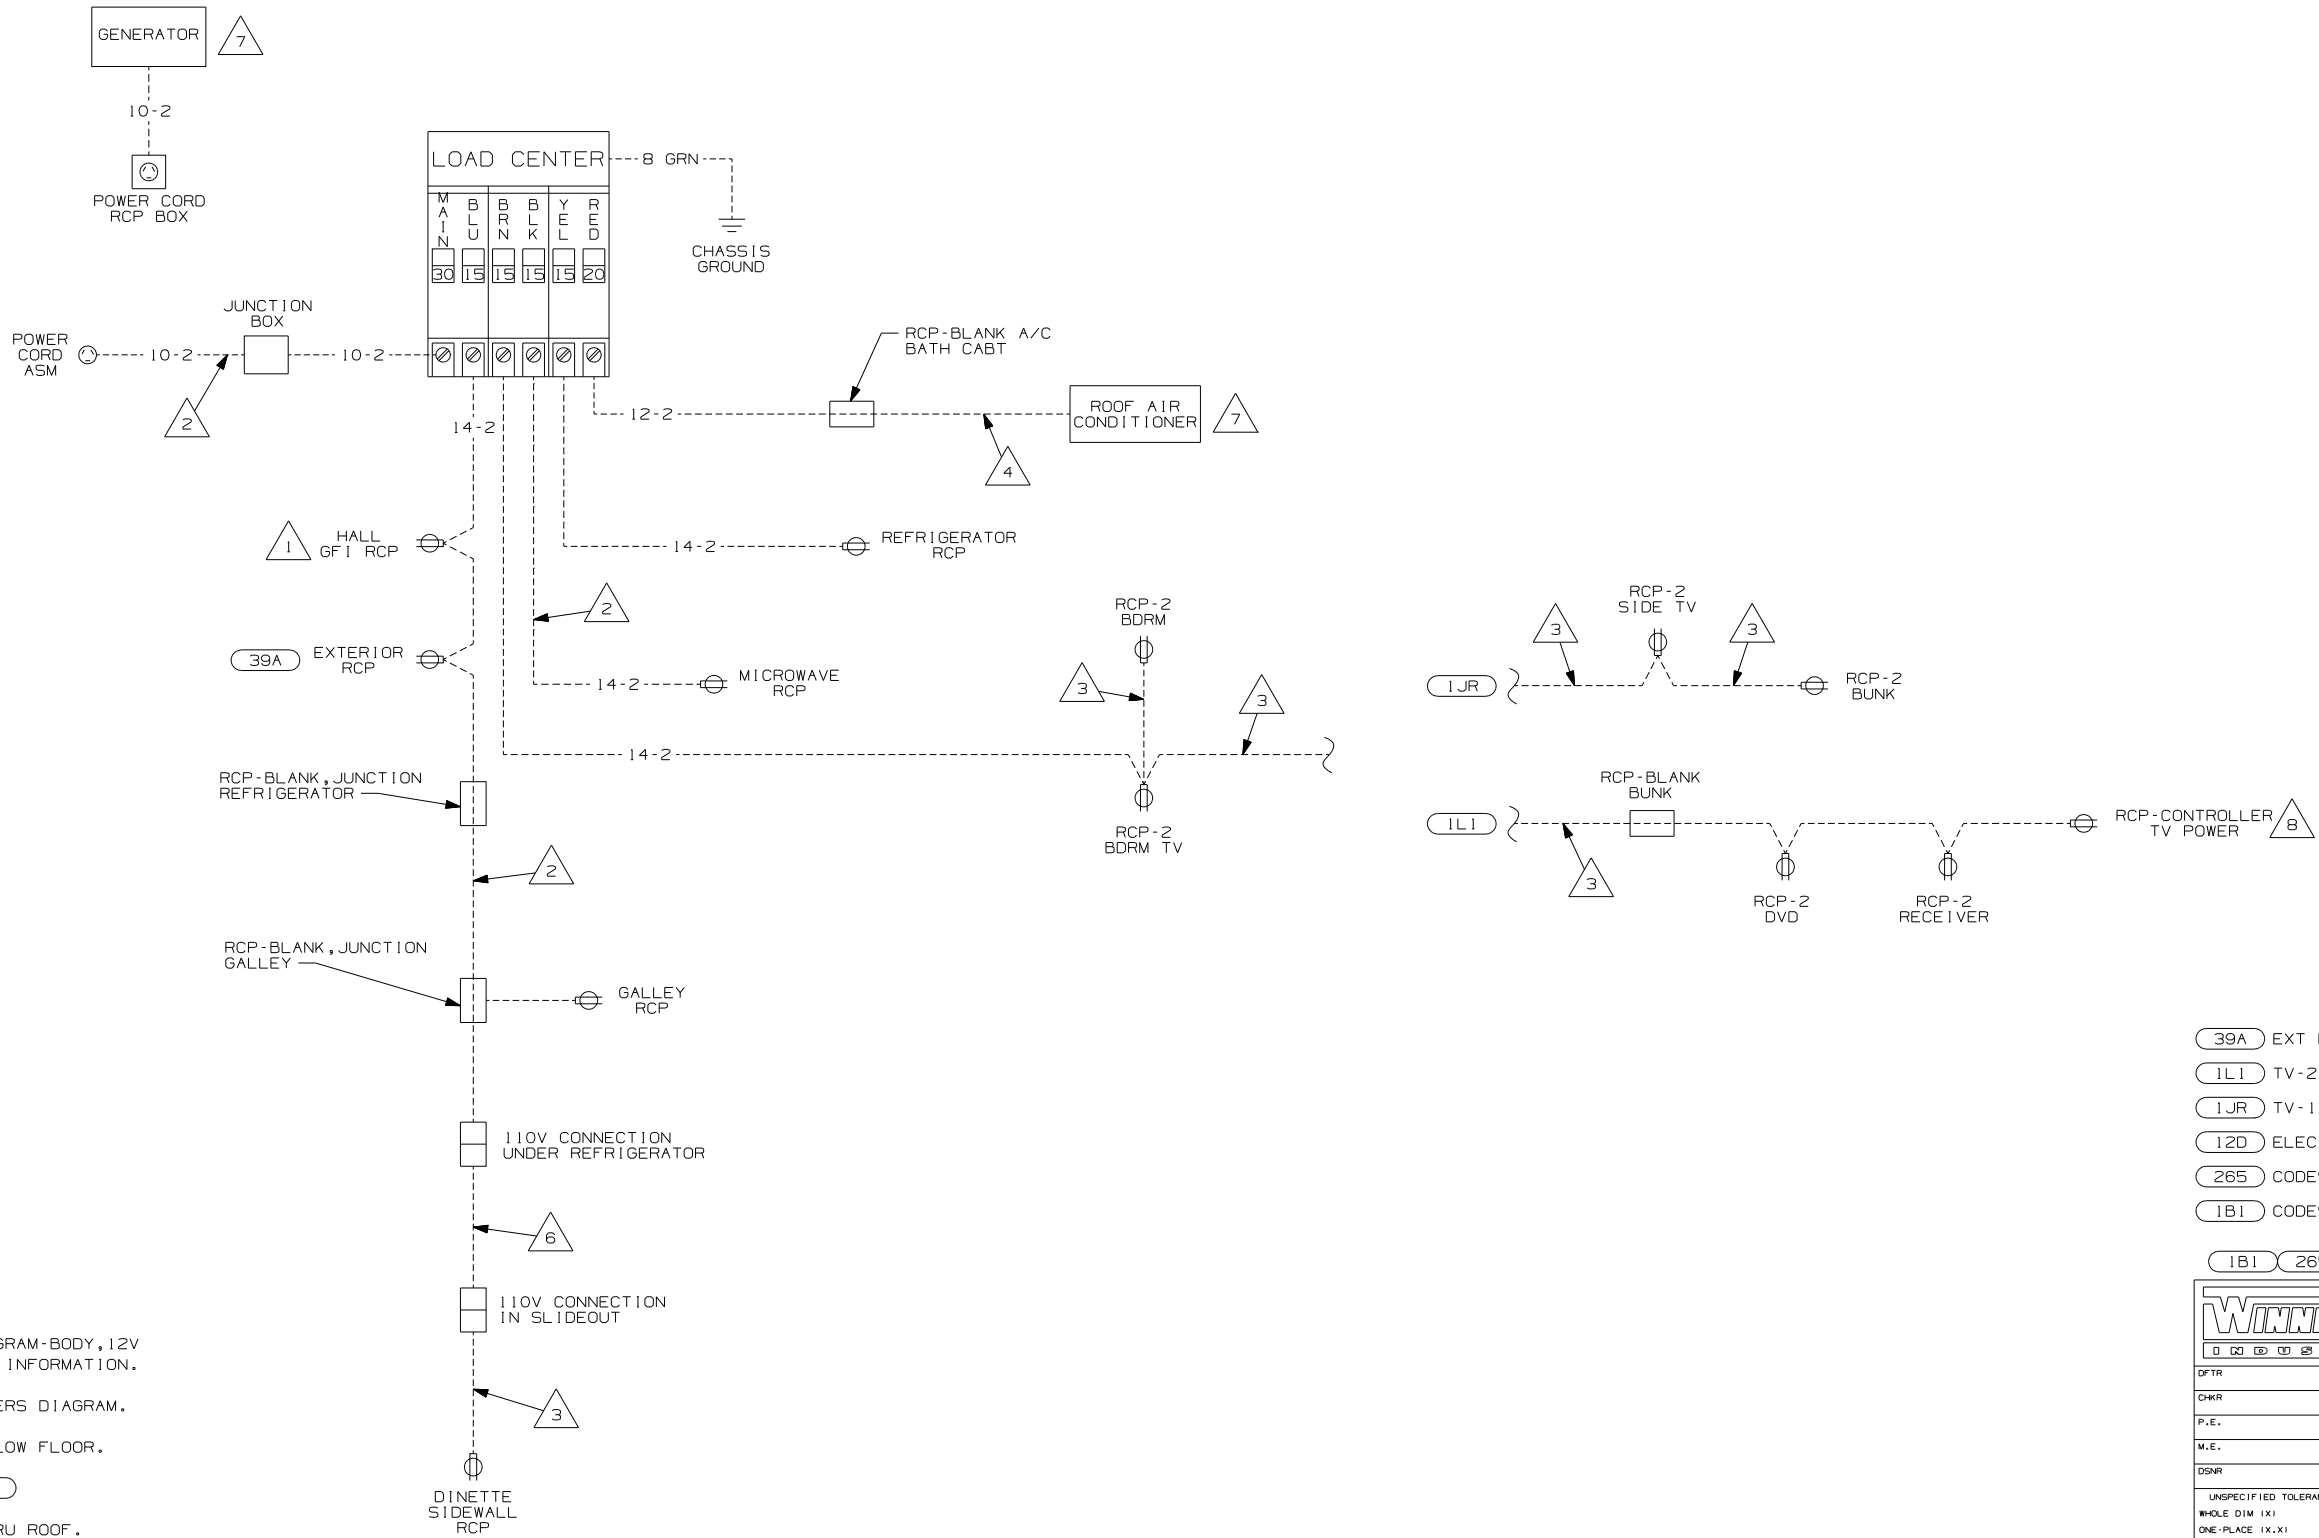 GENERATOR
7
10-2
POWER CORD
RCP BOX
LOAD CENTER
8 GRN
MAIN
BLU
BRN
BLK
YEL
RED
30
15
15
15
15
20
CHASSIS
GROUND
JUNCTION
BOX
POWER
CORD
ASM
10-2
10-2
2
RCP-BLANK A/C
BATH CABT
14-2
12-2
ROOF AIR
CONDITIONER
7
4
1
HALL
GFI RCP
14-2
REFRIGERATOR
RCP
2
RCP-2
BDRM
RCP-2
SIDE TV
3
3
39A
EXTERIOR
RCP
14-2
MICROWAVE
RCP
3
3
1JR
RCP-2
BUNK
14-2
RCP-BLANK,JUNCTION
REFRIGERATOR
RCP-2
BDRM TV
RCP-BLANK
BUNK
1L1
3
RCP-CONTROLLER
TV POWER
8
2
RCP-2
DVD
RCP-2
RECEIVER
RCP-BLANK,JUNCTION
GALLEY
GALLEY
RCP
39A EXT
1L1 TV-2
1JR TV-1
12D ELEC
265 CODE
1B1 CODE
110V CONNECTION
UNDER REFRIGERATOR
6
1B1 26
110V CONNECTION
IN SLIDEOUT
3
DINETTE
SIDEWALL
RCP
GRAM-BODY,12V
INFORMATION.
ERS DIAGRAM.
LOW FLOOR.
RU ROOF.
WINN
INDUS
DFTR
CHKR
P.E.
M.E.
DSNR
UNSPECIFIED TOLERA
WHOLE DIM (X)
ONE-PLACE (X.X)